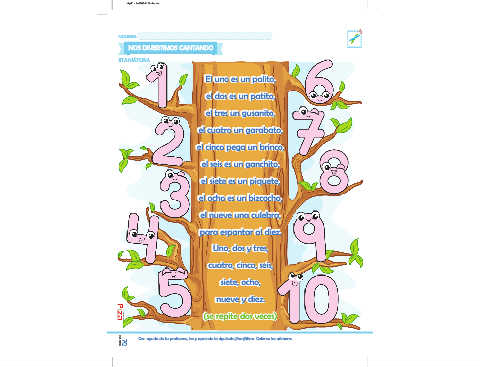 NOS DIVERTIMOS CANTANDO
El uno es un palito,
el dos es un patito,
el tres un gusanito,
el cuatro un garabato,
el cinco pega un brinco,
el seis es un ganchito,
el siete es un piquete,
el ocho es un bizcocho,
el nueve una culebra,
para espantar al diez.
Uno, dos y tres,
cuatro, cinco, seis,
siete, ocho,
nueve y diez.
(se repite dos veces)
1
2
3
4
5
6
7
8
9
10